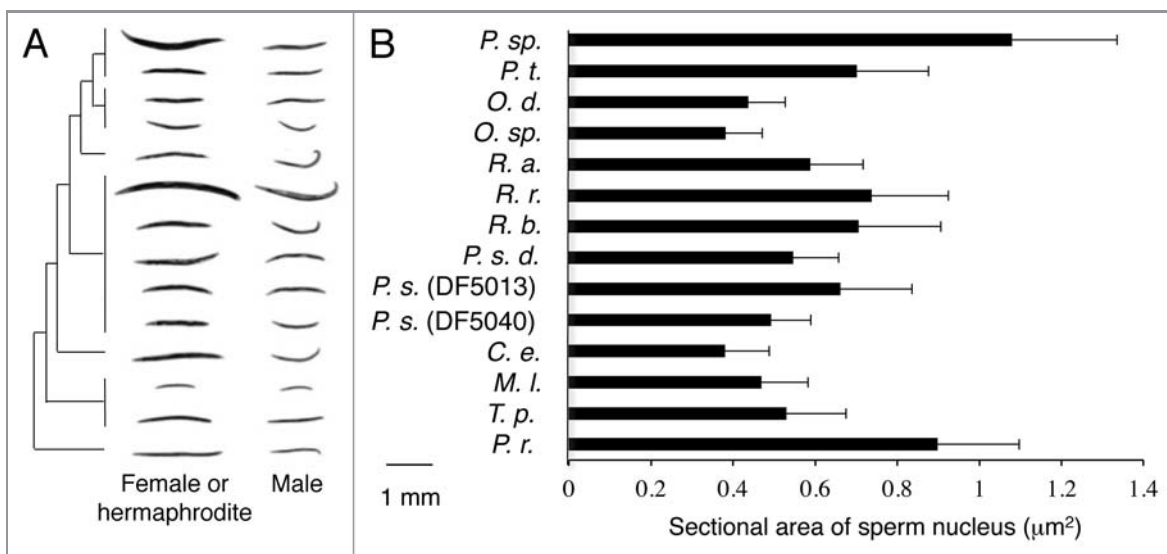 A
Female or
hermaphrodite
Male
1 mm
B
P. sp.
P. t.
O. d.
O. sp.
R. a.
R. r.
R. b.
P. s. d.
P. s. (DF5013)
P. s. (DF5040)
C. e.
M. l.
T. p.
P. r.
0 0.2 0.4 0.6 0.8 1 1.2 1.4
Sectional area of sperm nucleus (μm²)